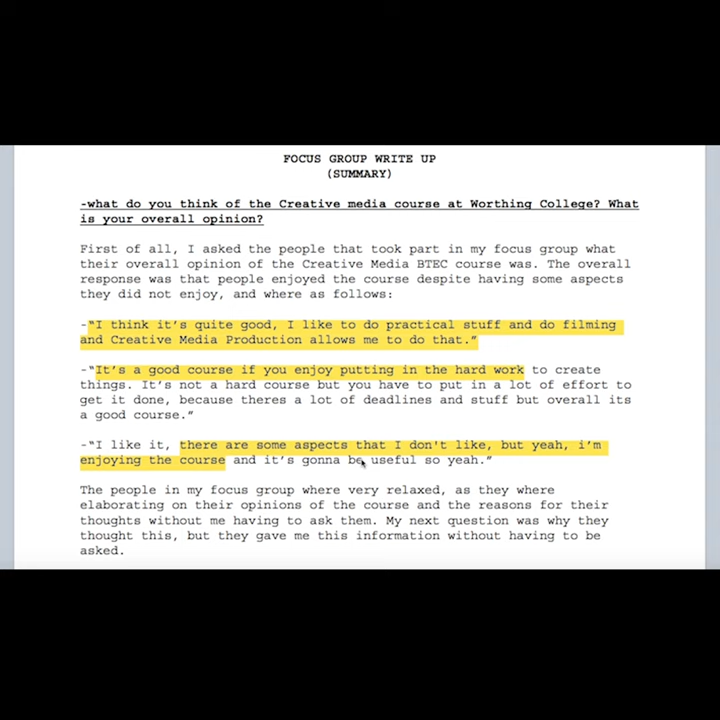 FOCUS GROUP WRITE UP
(SUMMARY)
-what do you think of the Creative media course at Worthing College? What
is your overall opinion?
First of all, I asked the people that took part in my focus group what
their overall opinion of the Creative Media BTEC course was. The overall
response was that people enjoyed the course despite having some aspects
they did not enjoy, and where as follows:
-“I think it’s quite good, I like to do practical stuff and do filming
and Creative Media Production allows me to do that.”
-“It’s a good course if you enjoy putting in the hard work to create
things. It’s not a hard course but you have to put in a lot of effort to
get it done, because theres a lot of deadlines and stuff but overall its
a good course.”
-“I like it, there are some aspects that I don't like, but yeah, i’m
enjoying the course and it’s gonna be useful so yeah.”
The people in my focus group where very relaxed, as they where
elaborating on their opinions of the course and the reasons for their
thoughts without me having to ask them. My next question was why they
thought this, but they gave me this information without having to be
asked.